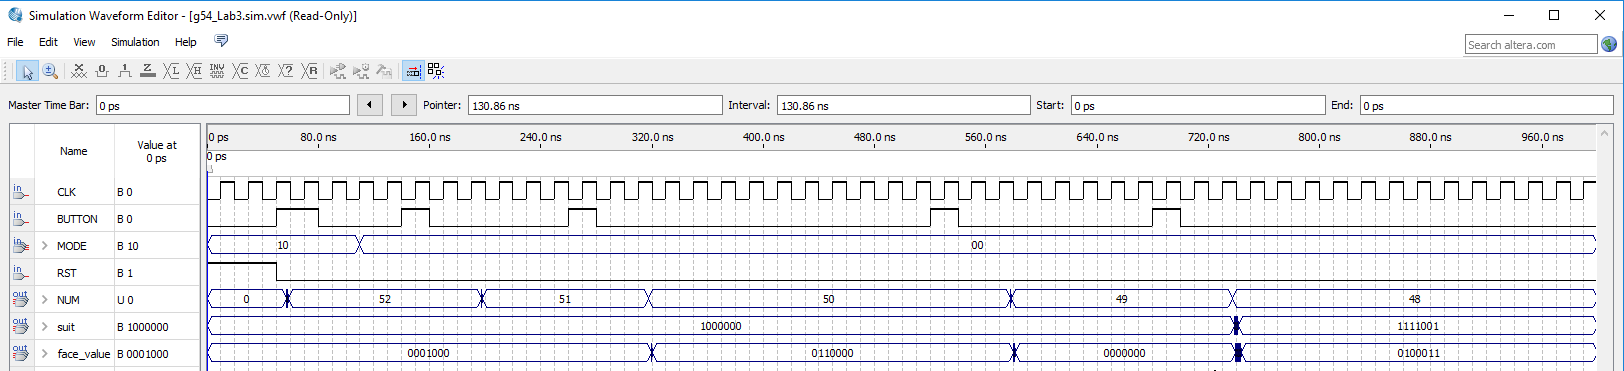 Simulation Waveform Editor - [g54_Lab3.sim.vwf (Read-Only)]
File Edit View Simulation Help
Search altera.com
Master Time Bar: 0 ps Pointer: 130.86 ns Interval: 130.86 ns Start: 0 ps End: 0 ps
Name Value at 0 ps
0 ps 80.0 ns 160.0 ns 240.0 ns 320.0 ns 400.0 ns 480.0 ns 560.0 ns 640.0 ns 720.0 ns 800.0 ns 880.0 ns 960.0 ns
0 ps
in CLK B 0
in BUTTON B 0
in MODE B 10 10 00
in RST B 1
out NUM U 0 0 52 51 50 49 48
out suit B 1000000 1000000 1111001
out face_value B 0001000 0001000 0110000 0000000 0100011